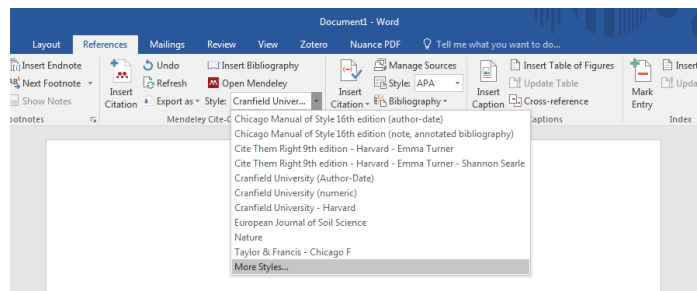 Document1 - Word
Layout References Mailings Review View Zotero Nuance PDF Tell me what you want to do...
Insert Endnote Undo Insert Bibliography Manage Sources Insert Table of Figures Insert
Next Footnote Insert Citation Refresh Open Mendeley Insert Citation Style: APA Insert Caption Update Table Mark Entry Upda
Show Notes Export as Style: Cranfield Univer... Bibliography Cross-reference
ootnotes Mendeley Cite-O Captions Index
Chicago Manual of Style 16th edition (author-date)
Chicago Manual of Style 16th edition (note, annotated bibliography)
Cite Them Right 9th edition - Harvard - Emma Turner
Cite Them Right 9th edition - Harvard - Emma Turner - Shannon Searle
Cranfield University (Author-Date)
Cranfield University (numeric)
Cranfield University - Harvard
European Journal of Soil Science
Nature
Taylor & Francis - Chicago F
More Styles...